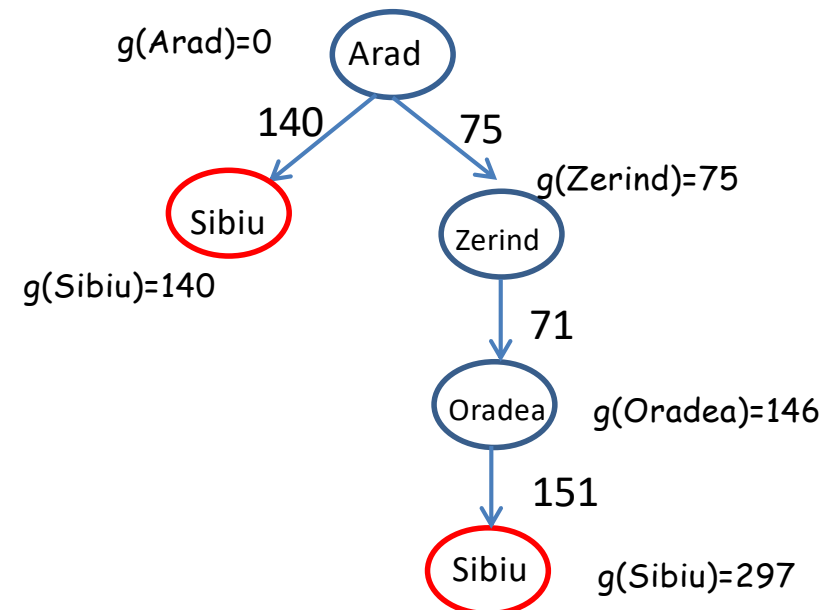 g(Arad)=0
Arad
140
75
g(Zerind)=75
Sibiu
Zerind
g(Sibiu)=140
71
Oradea
g(Oradea)=146
151
Sibiu
g(Sibiu)=297